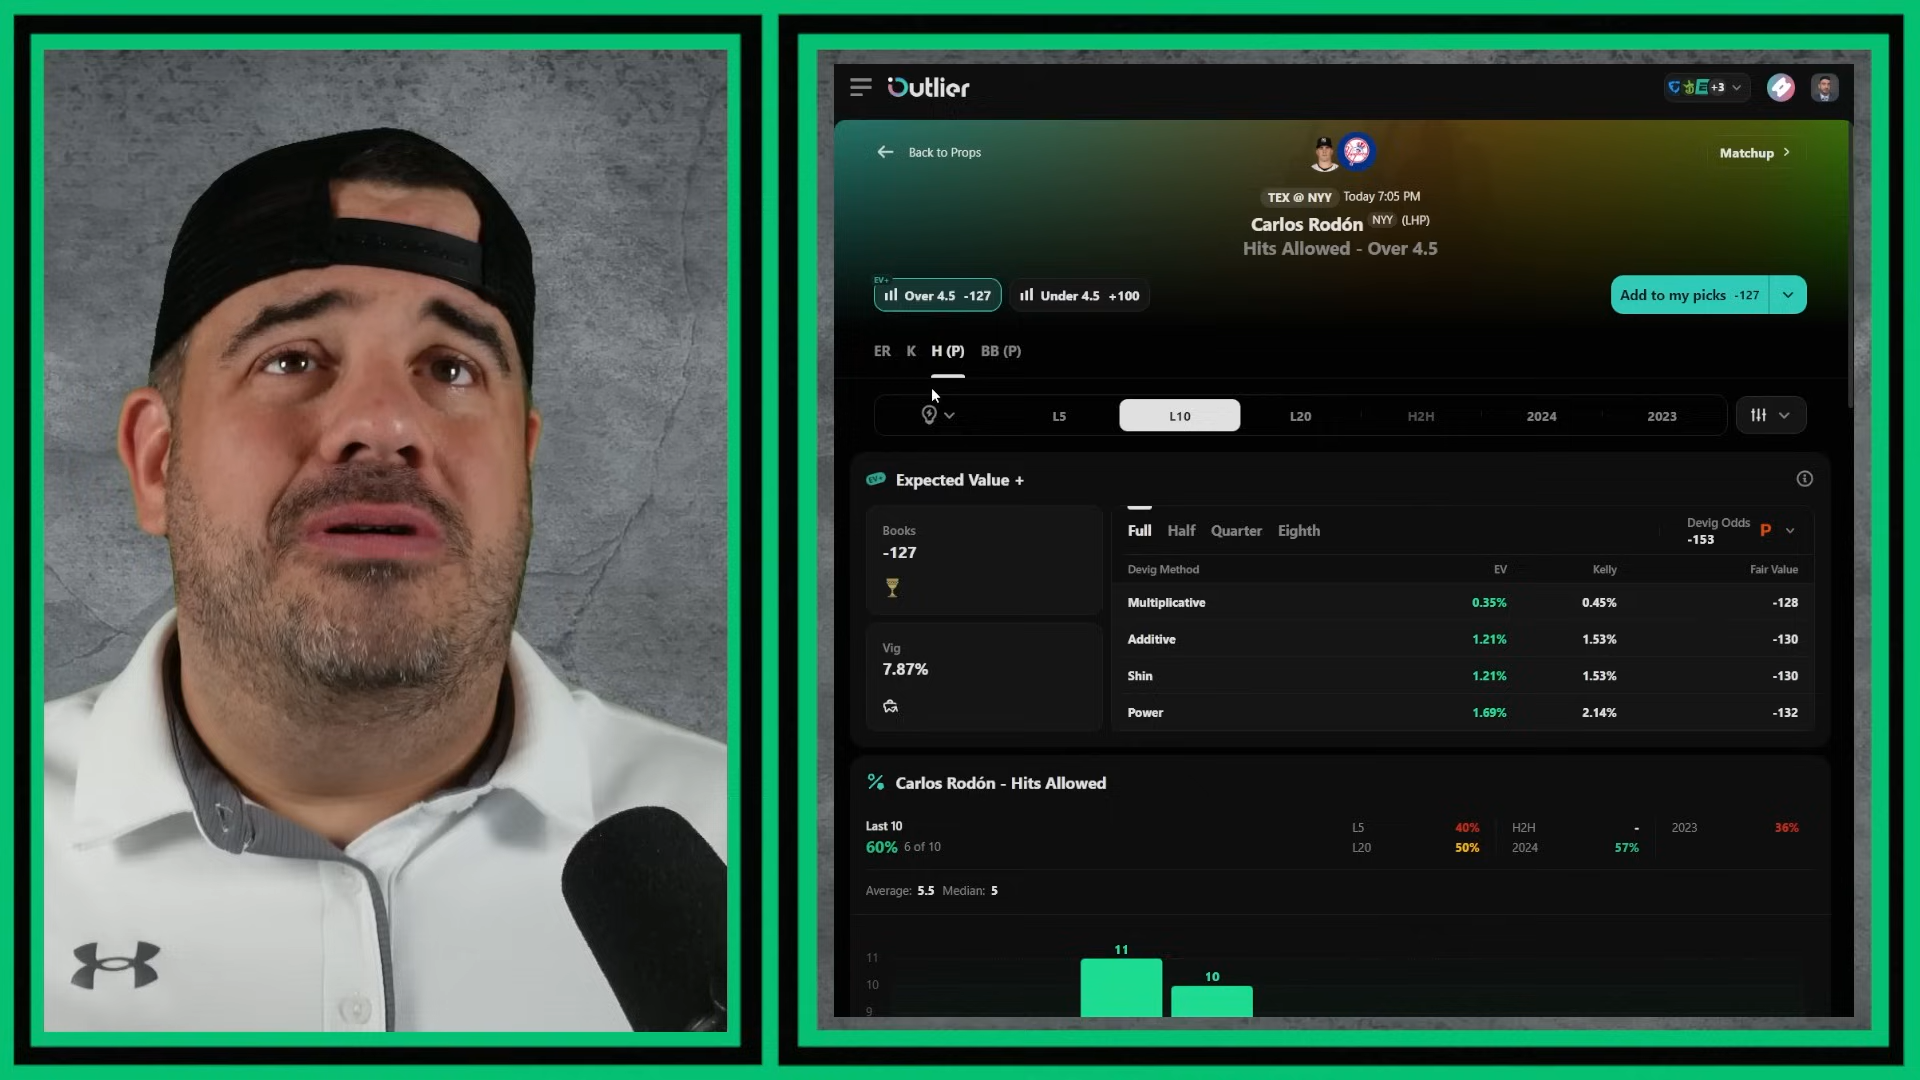 Outlier
+3
Back to Props
Matchup
TEX @ NYY Today 7:05 PM
Carlos Rodón NYY (LHP)
Hits Allowed - Over 4.5
EV+
Over 4.5 -127
Under 4.5 +100
Add to my picks -127
ER K H (P) BB (P)
L5 L10 L20 H2H 2024 2023
EV+ Expected Value +
Books
-127
Vig
7.87%
Full Half Quarter Eighth
Devig Odds
-153
P
Devig Method EV Kelly Fair Value
Multiplicative 0.35% 0.45% -128
Additive 1.21% 1.53% -130
Shin 1.21% 1.53% -130
Power 1.69% 2.14% -132
Carlos Rodón - Hits Allowed
Last 10
60% 6 of 10
L5 40% H2H - 2023 36%
L20 50% 2024 57%
Average: 5.5 Median: 5
11
10
9
11
10